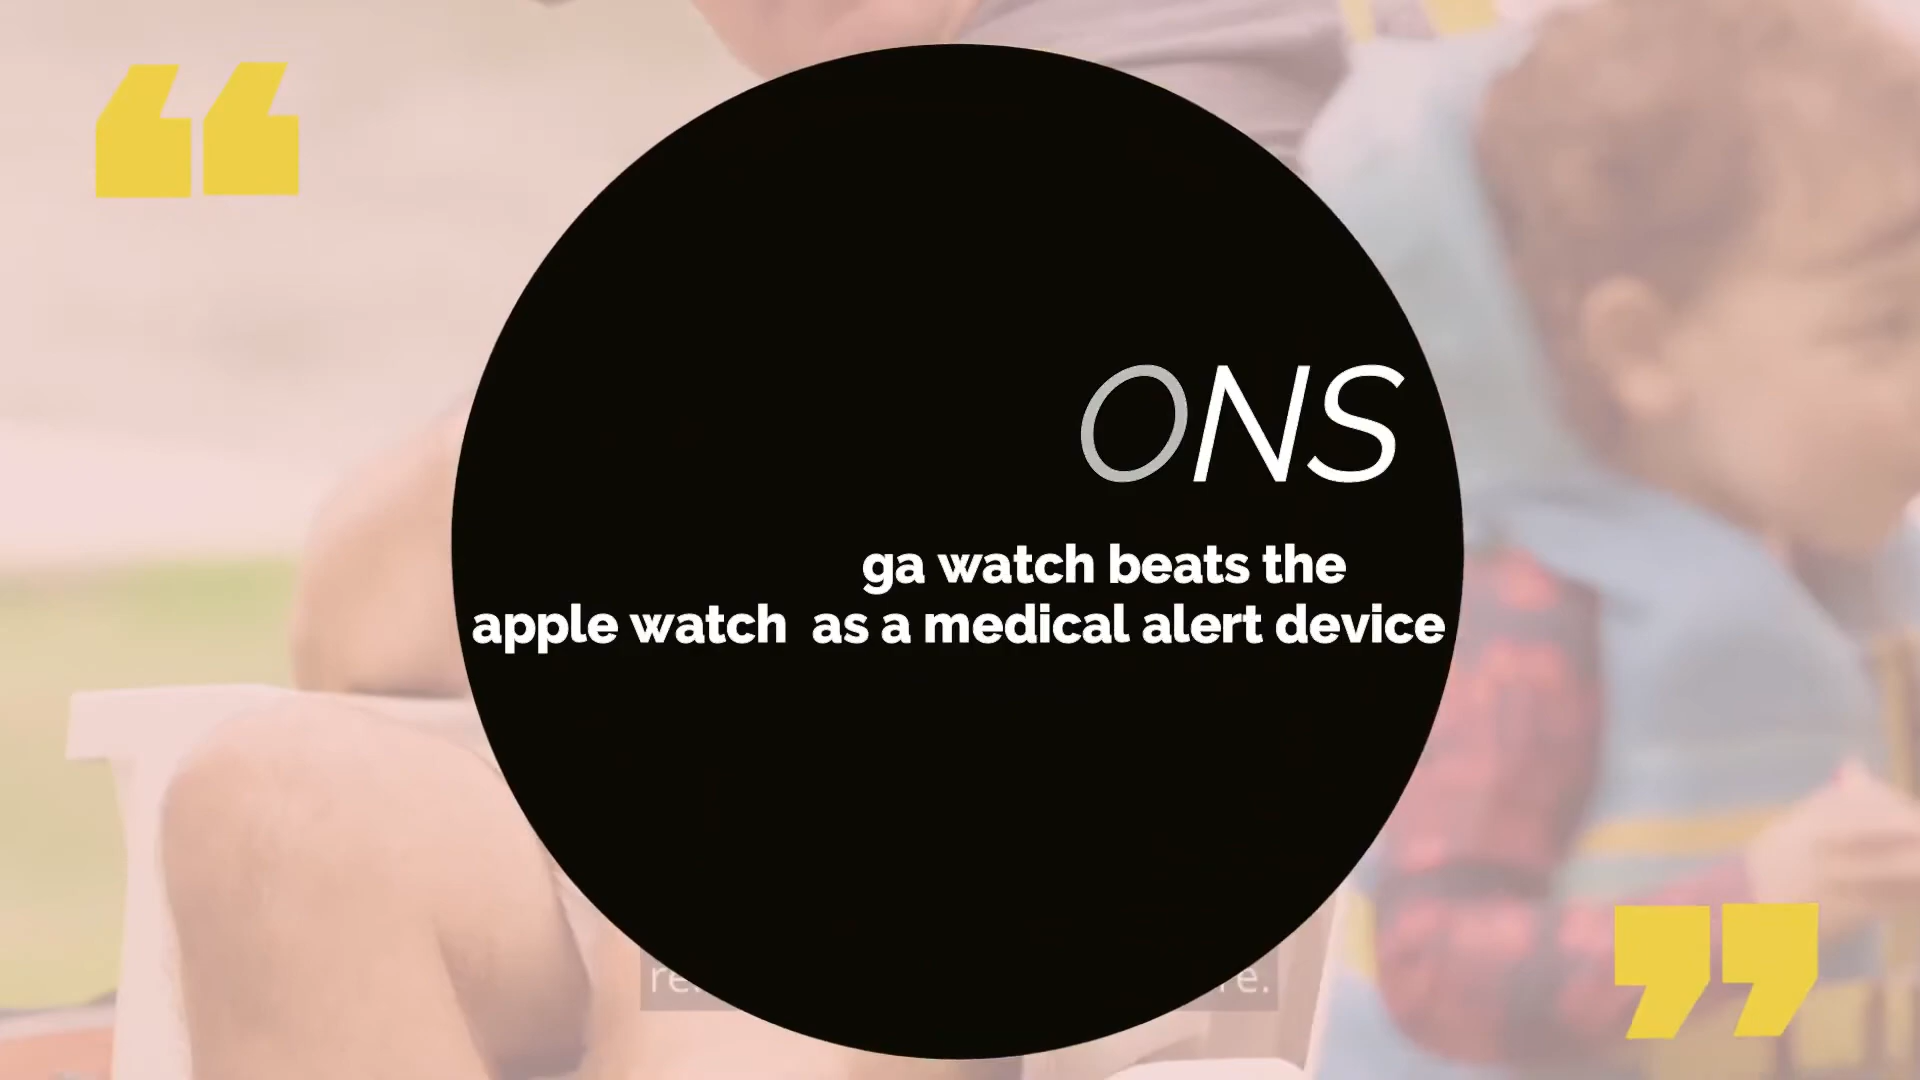 ONS
ga watch beats the
apple watch as a medical alert device